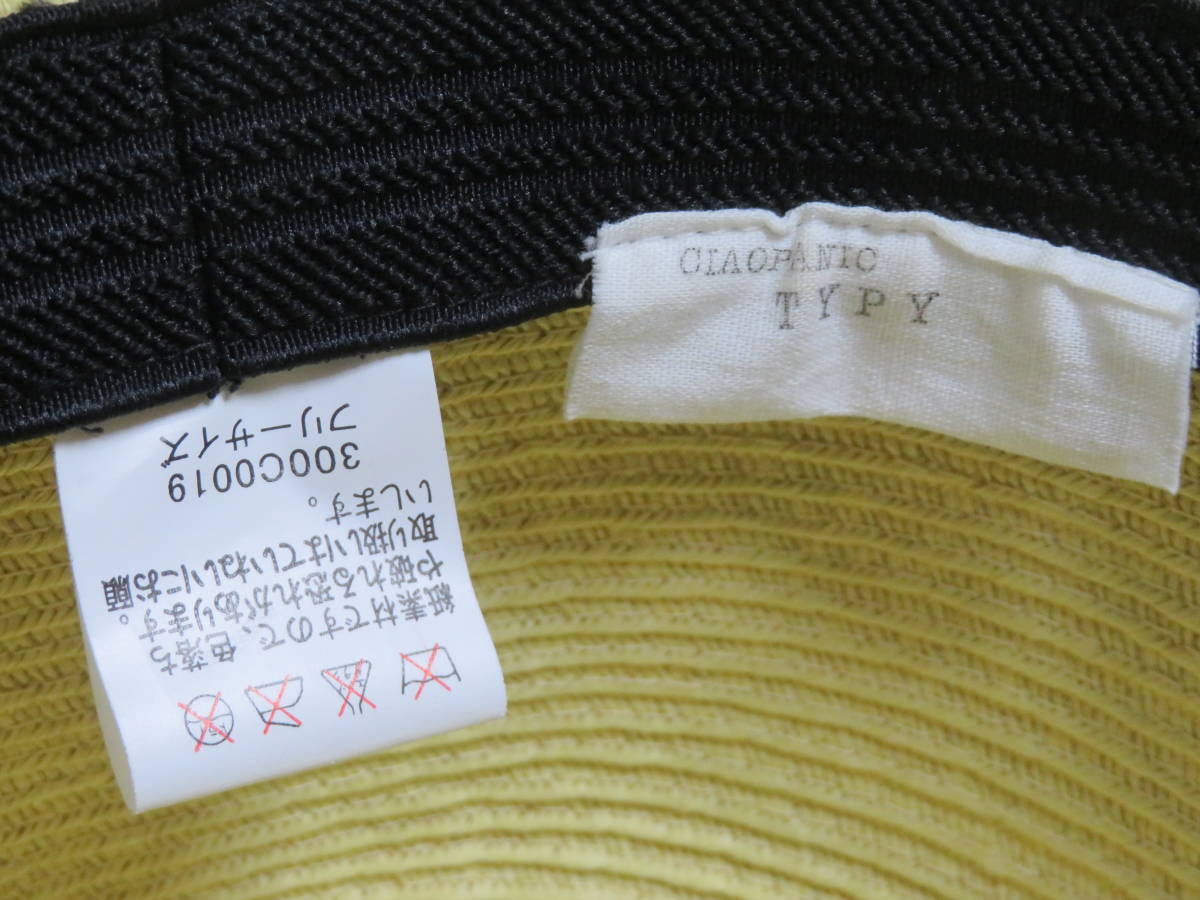 CIAOPANIC
TYPY
紙素材ですので、色落ち
や破れる恐れがあります。
取り扱いはていねいにお願
いします。
300C0019
フリーサイズ